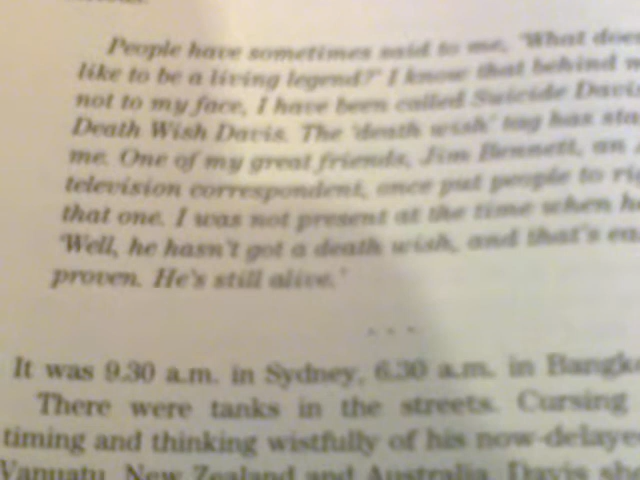 People have sometimes said to me, 'What does
like to be a living legend?' I know that behind
not to my face, I have been called Suicide Davis
Death Wish Davis. The 'death wish' tag has
me. One of my great friends, Jim Bennett, an
television correspondent, once put people to
that one. I was not present at the time when
'Well, he hasn't got a death wish, and that's
proven. He's still alive.'
...
It was 9.30 a.m. in Sydney, 6.30 a.m. in
There were tanks in the streets. Cursing
timing and thinking wistfully of his now-delayed
Vanuatu, New Zealand and Australia, Davis